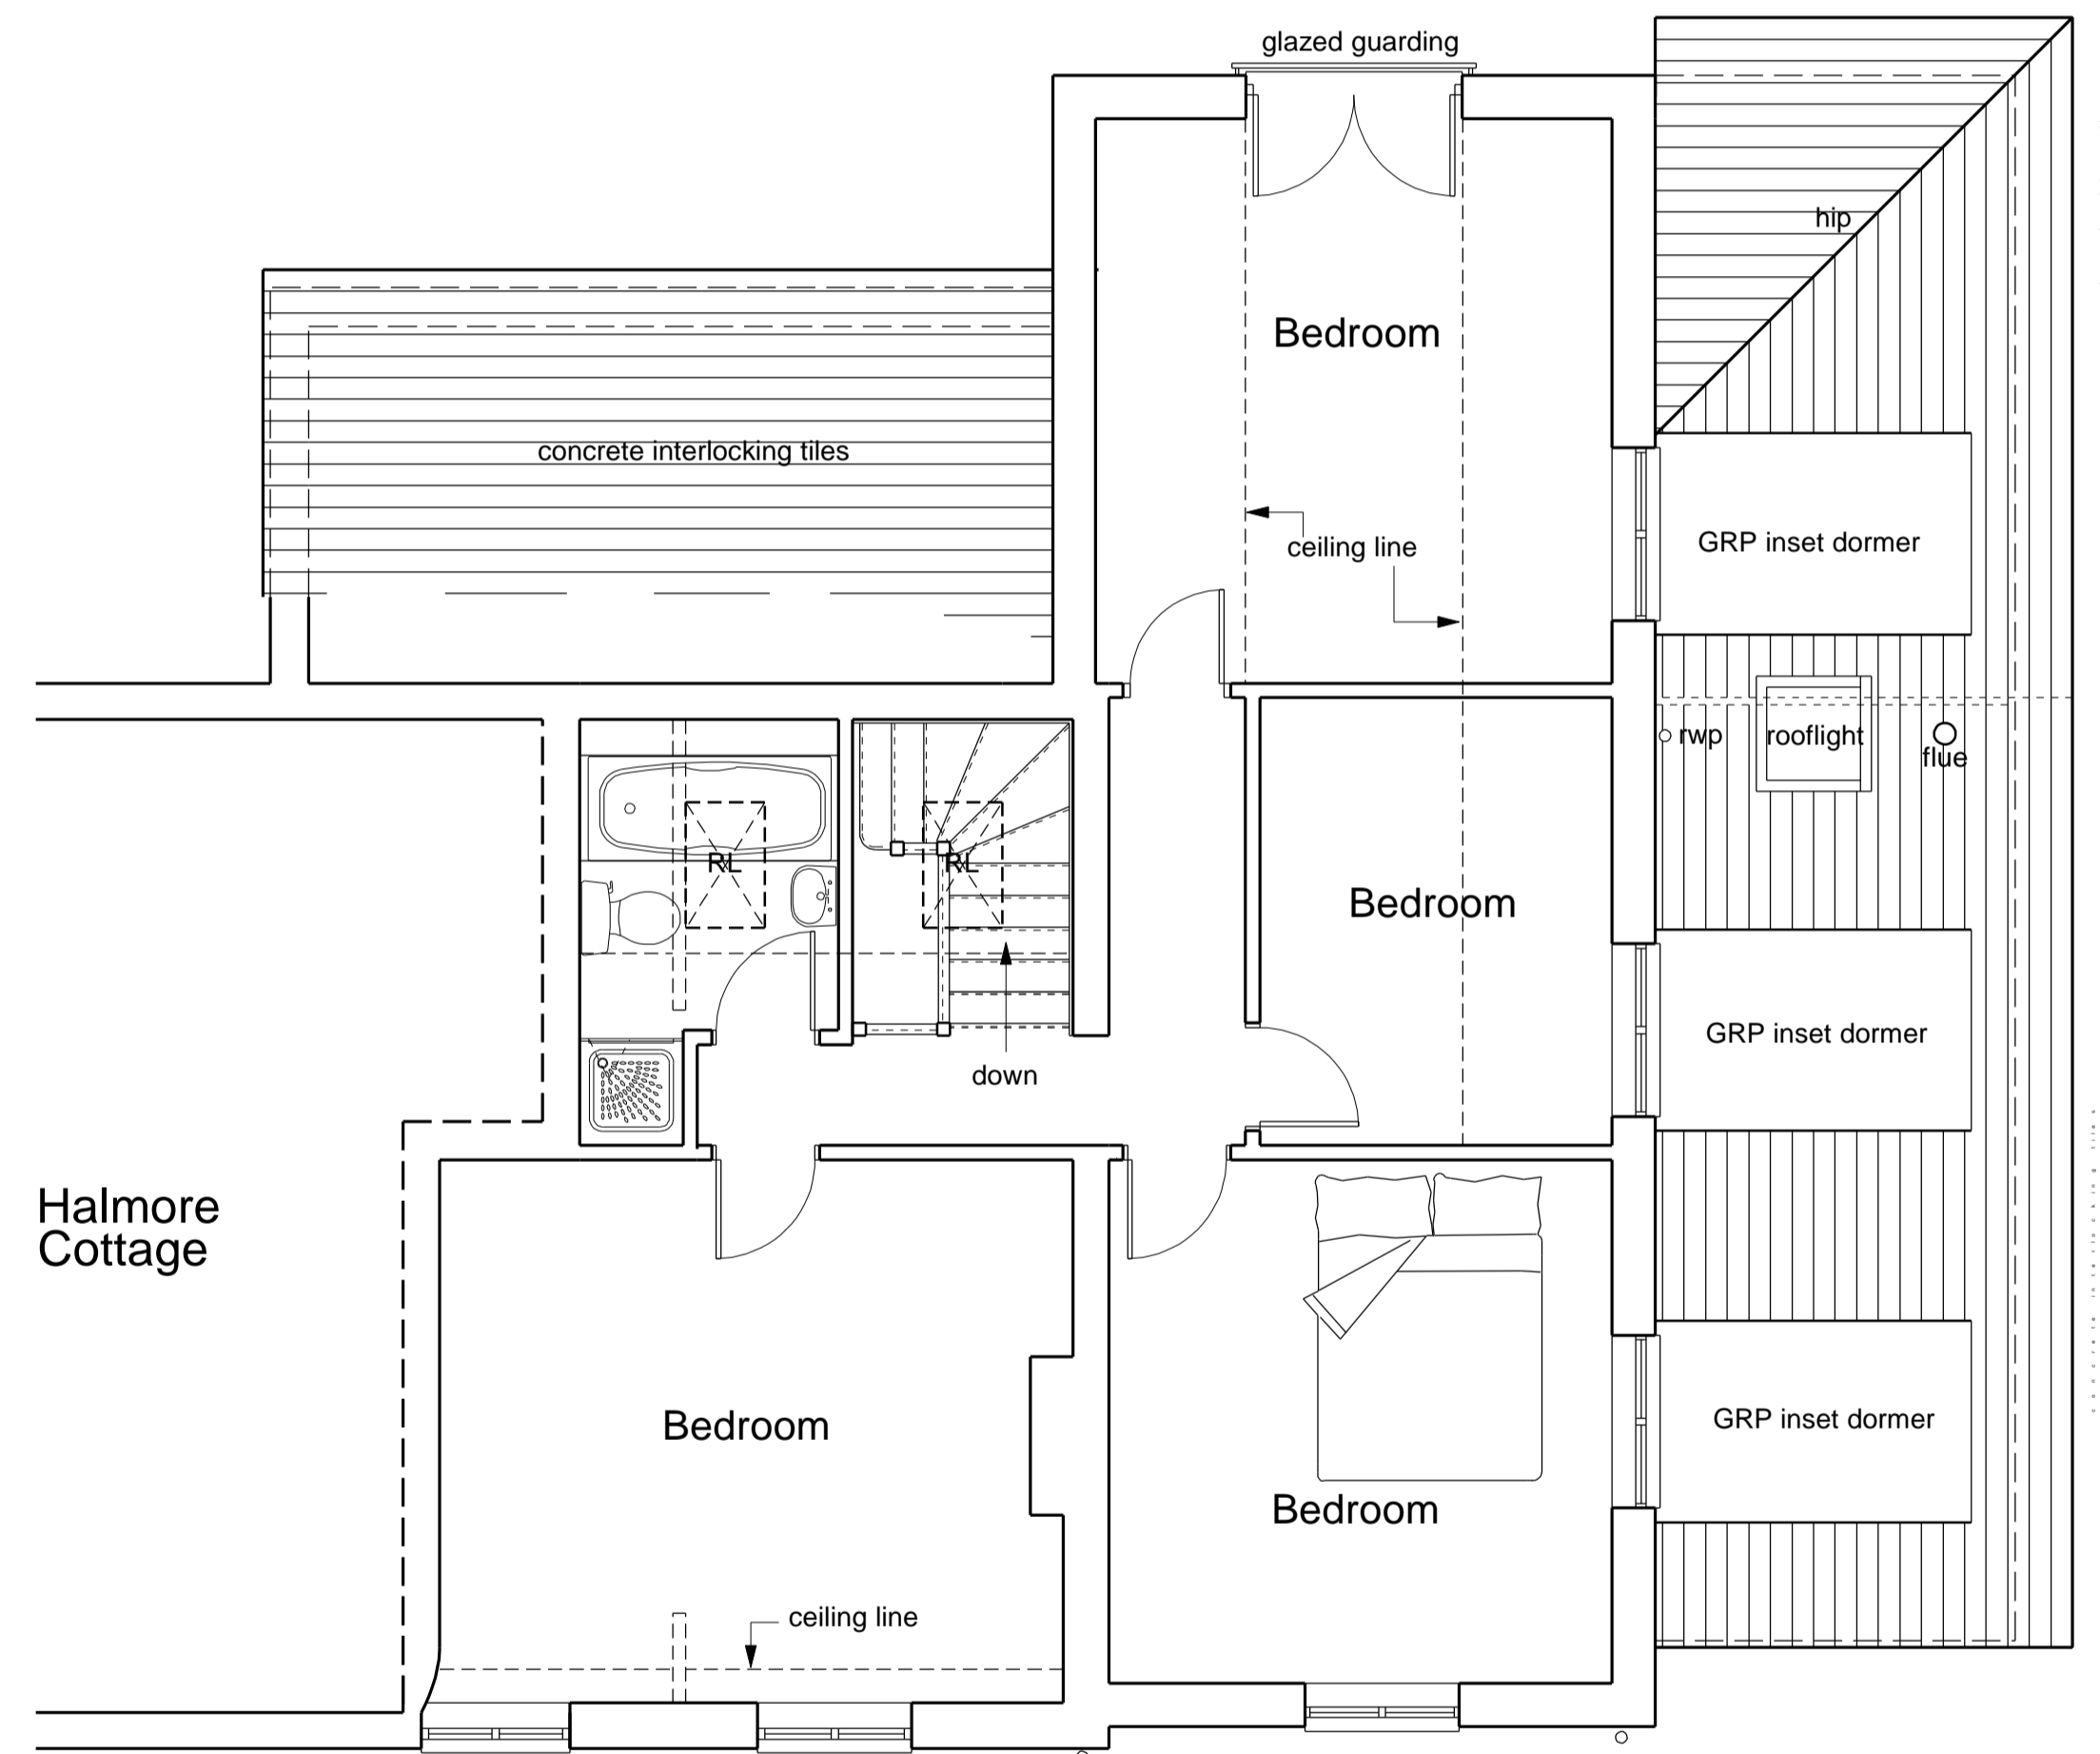 glazed guarding
hip
Bedroom
concrete interlocking tiles
ceiling line
GRP inset dormer
rwp
rooflight
flue
RL
RL
Bedroom
GRP inset dormer
down
Halmore
Cottage
Bedroom
GRP inset dormer
Bedroom
ceiling line